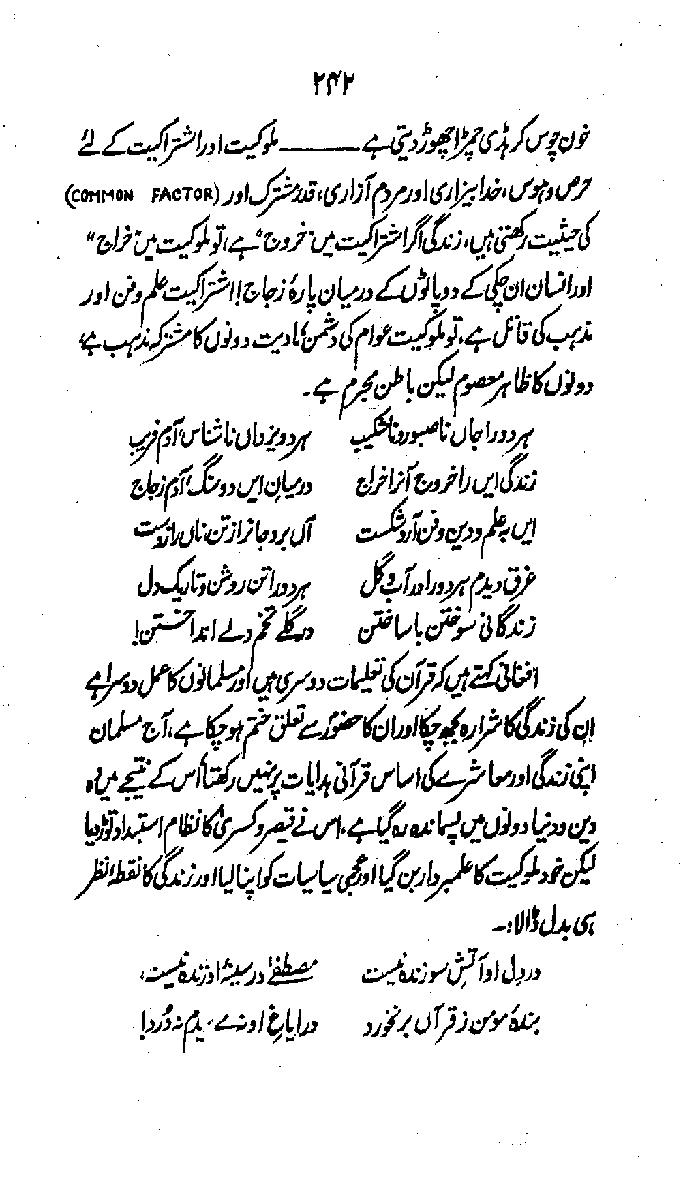 ۲۴۲
خون چوس کر ہڈی چمڑا چھوڑ دیتی ہے ——— ملوکیت اور اشتراکیت کے لئے
حرص و ہوس، خدا بیزاری اور مردم آزاری، قدر مشترک اور (COMMON FACTOR)
کی حیثیت رکھتی ہیں، زندگی اگر اشتراکیت میں "خروج" ہے، تو ملوکیت میں "خراج"
اور انسان ان چکی کے دو پاٹوں کے درمیان پارۂ زجاج! اشتراکیت علم و فن اور
مذہب کی قاتل ہے، تو ملوکیت عوام کی دشمن، مادیت دونوں کا مشترکہ مذہب ہے،
دونوں کا ظاہر معصوم لیکن باطن مجرم ہے۔
ہر دو را جاں ناصبور و ناشکیب ہر دو یزداں ناشناس آدم فریب
زندگی ایں را خروج آنرا خراج درمیان ایں دو سنگ آدم زجاج
ایں بہ علم و دین و فن آرد شکست آں برد جانرا ز تن ناں را ز دست
غرق دیدم ہر دو را در آب و گل ہر دو را تن روشن و تاریک دل
زندگانی سوختن با ساختن در گلے تخم دلے انداختن!
افغانی کہتے ہیں کہ قرآن کی تعلیمات دوسری ہیں اور مسلمانوں کا عمل دوسرا ہے
ان کی زندگی کا شرارہ بجھ چکا اور ان کا حضورؐ سے تعلق ختم ہو چکا ہے، آج مسلمان
اپنی زندگی اور معاشرے کی اساس قرآنی ہدایات پر نہیں رکھتا، اس کے نتیجے میں وہ
دین و دنیا دونوں میں پسماندہ رہ گیا ہے، اس نے قیصر و کسریٰ کا نظام استبداد توڑ دیا
لیکن خود ملوکیت کا علمبردار بن گیا اور عجمی سیاسیات کو اپنا لیا اور زندگی کا نقطۂ نظر
ہی بدل ڈالا:۔
در دل او آتش سوزندہ نیست مصطفےٰ در سینۂ او زندہ نیست،
بندۂ مومن ز قرآں بر نخورد در ایاغ او نے دیدم نہ دُرد!